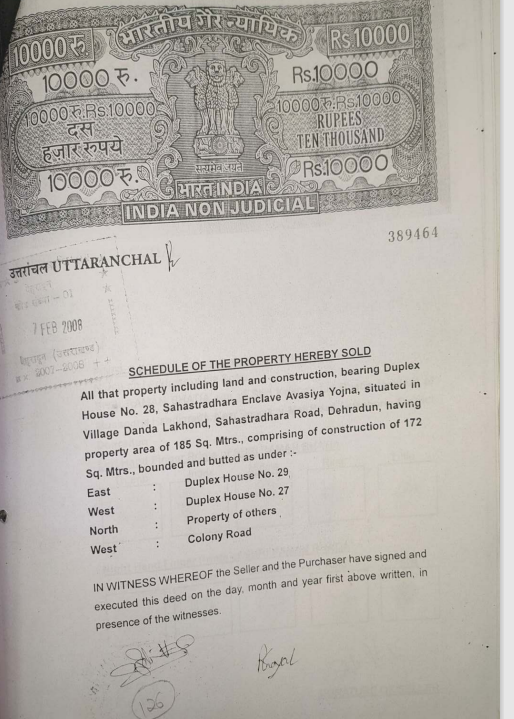 भारतीय गैर न्यायिक
10000 रु.
Rs.10000
10000 रु.
Rs.10000
10000रु.Rs.10000
10000रु.Rs.10000
दस
हजार रूपये
RUPEES
TEN THOUSAND
सत्यमेव जयते
10000 रु.
Rs.10000
भारत INDIA
INDIA NON JUDICIAL
389464
उत्तरांचल UTTARANCHAL
7 FEB 2008
2007-2008
SCHEDULE OF THE PROPERTY HEREBY SOLD
All that property including land and construction, bearing Duplex
House No. 28, Sahastradhara Enclave Avasiya Yojna, situated in
Village Danda Lakhond, Sahastradhara Road, Dehradun, having
property area of 185 Sq. Mtrs., comprising of construction of 172
Sq. Mtrs., bounded and butted as under :-
East : Duplex House No. 29
West : Duplex House No. 27
North : Property of others
West : Colony Road
IN WITNESS WHEREOF the Seller and the Purchaser have signed and
executed this deed on the day, month and year first above written, in
presence of the witnesses.
126